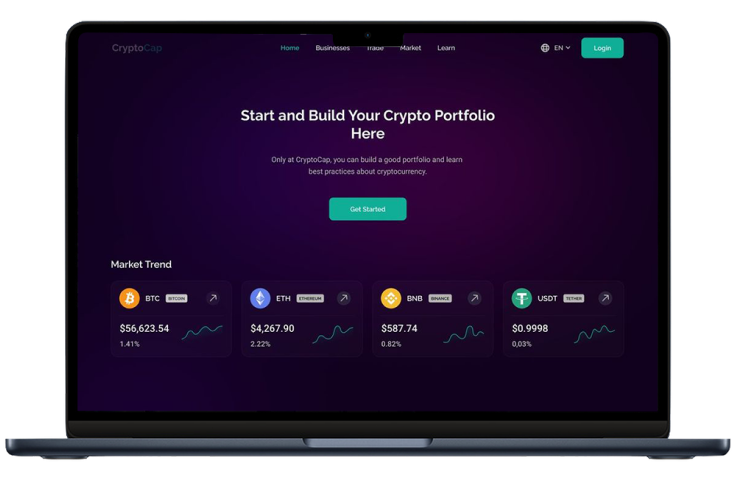 CryptoCap
Home Businesses Trade Market Learn
EN
Login
Start and Build Your Crypto Portfolio
Here
Only at CryptoCap, you can build a good portfolio and learn
best practices about cryptocurrency.
Get Started
Market Trend
BTC BITCOIN
$56,623.54
1.41%
ETH ETHEREUM
$4,267.90
2.22%
BNB BINANCE
$587.74
0.82%
USDT TETHER
$0.9998
0,03%